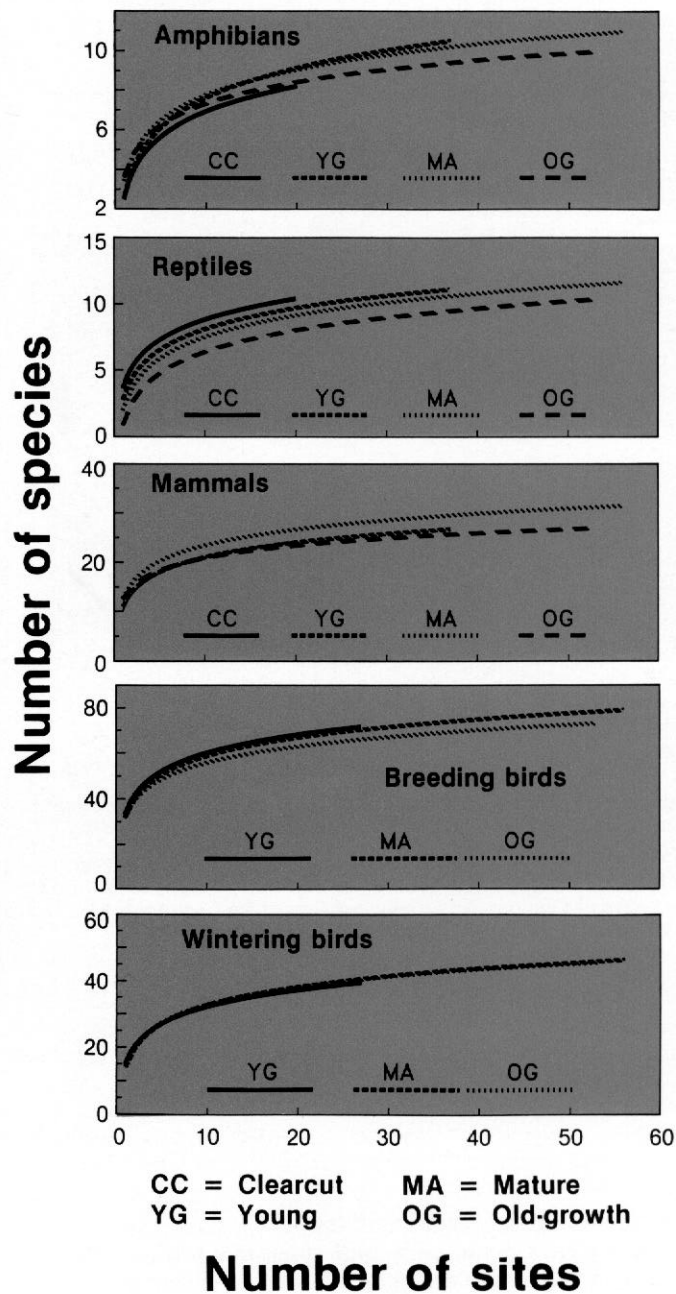 Number of species
Amphibians
10
6
2
CC YG MA OG
Reptiles
15
10
5
0
CC YG MA OG
Mammals
40
20
0
CC YG MA OG
Breeding birds
80
40
0
YG MA OG
Wintering birds
60
40
20
0
YG MA OG
0 10 20 30 40 50 60
CC = Clearcut MA = Mature
YG = Young OG = Old-growth
Number of sites